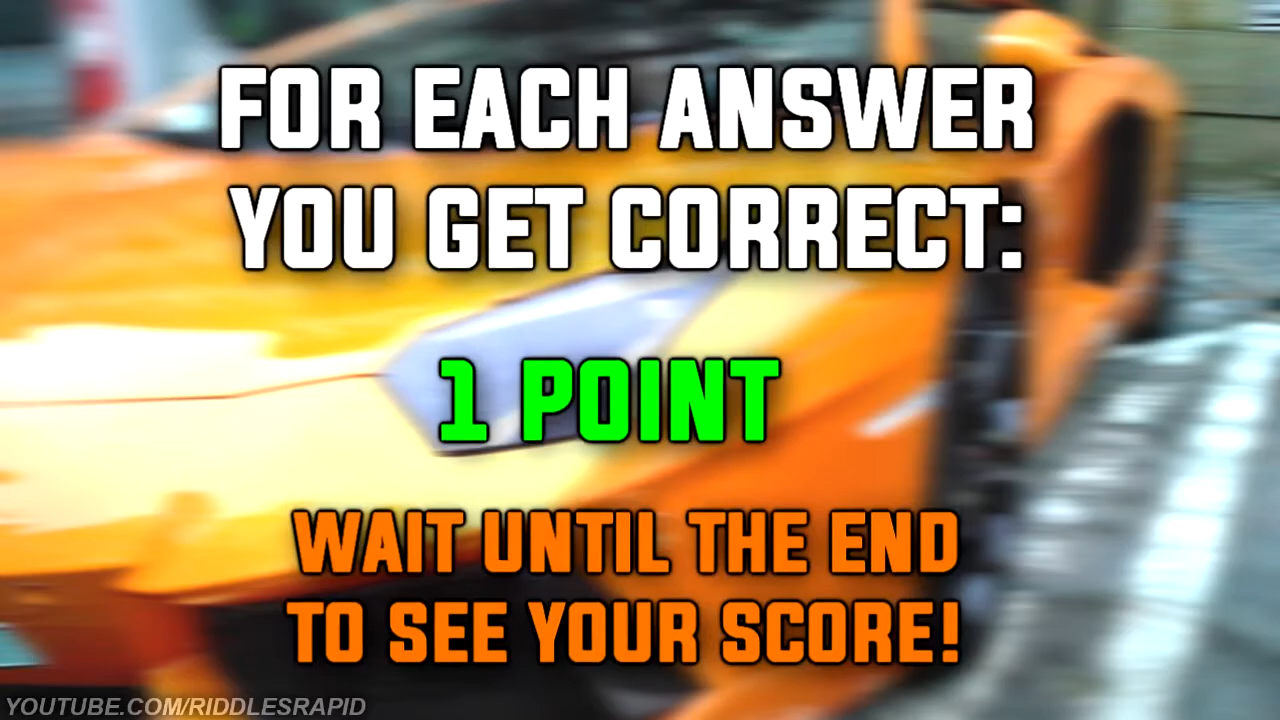 FOR EACH ANSWER
YOU GET CORRECT:
1 POINT
WAIT UNTIL THE END
TO SEE YOUR SCORE!
YOUTUBE.COM/RIDDLESRAPID